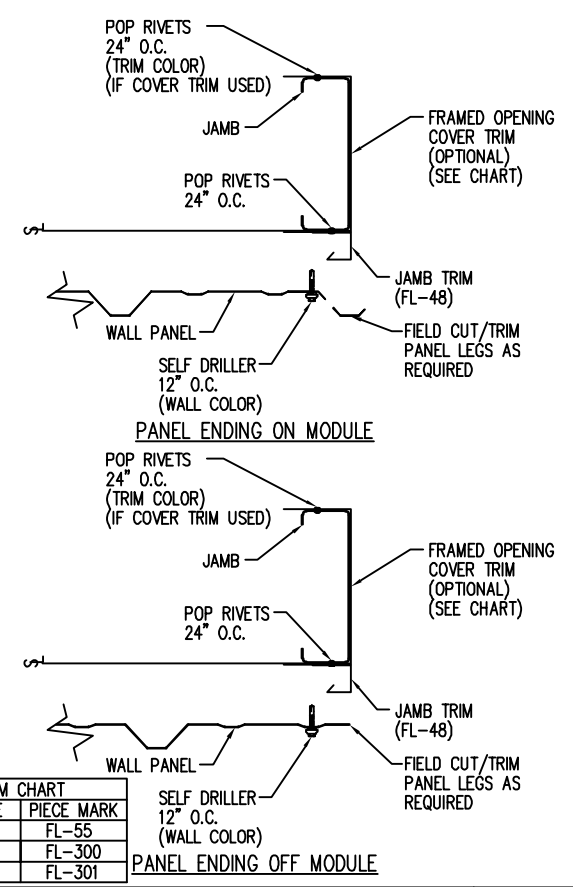 POP RIVETS
24" O.C.
(TRIM COLOR)
(IF COVER TRIM USED)
JAMB
FRAMED OPENING
COVER TRIM
(OPTIONAL)
(SEE CHART)
POP RIVETS
24" O.C.
JAMB TRIM
(FL-48)
WALL PANEL
FIELD CUT/TRIM
PANEL LEGS AS
REQUIRED
SELF DRILLER
12" O.C.
(WALL COLOR)
PANEL ENDING ON MODULE
POP RIVETS
24" O.C.
(TRIM COLOR)
(IF COVER TRIM USED)
JAMB
FRAMED OPENING
COVER TRIM
(OPTIONAL)
(SEE CHART)
POP RIVETS
24" O.C.
JAMB TRIM
(FL-48)
WALL PANEL
FIELD CUT/TRIM
PANEL LEGS AS
REQUIRED
SELF DRILLER
12" O.C.
(WALL COLOR)
PANEL ENDING OFF MODULE
M CHART
E PIECE MARK
FL-55
FL-300
FL-301